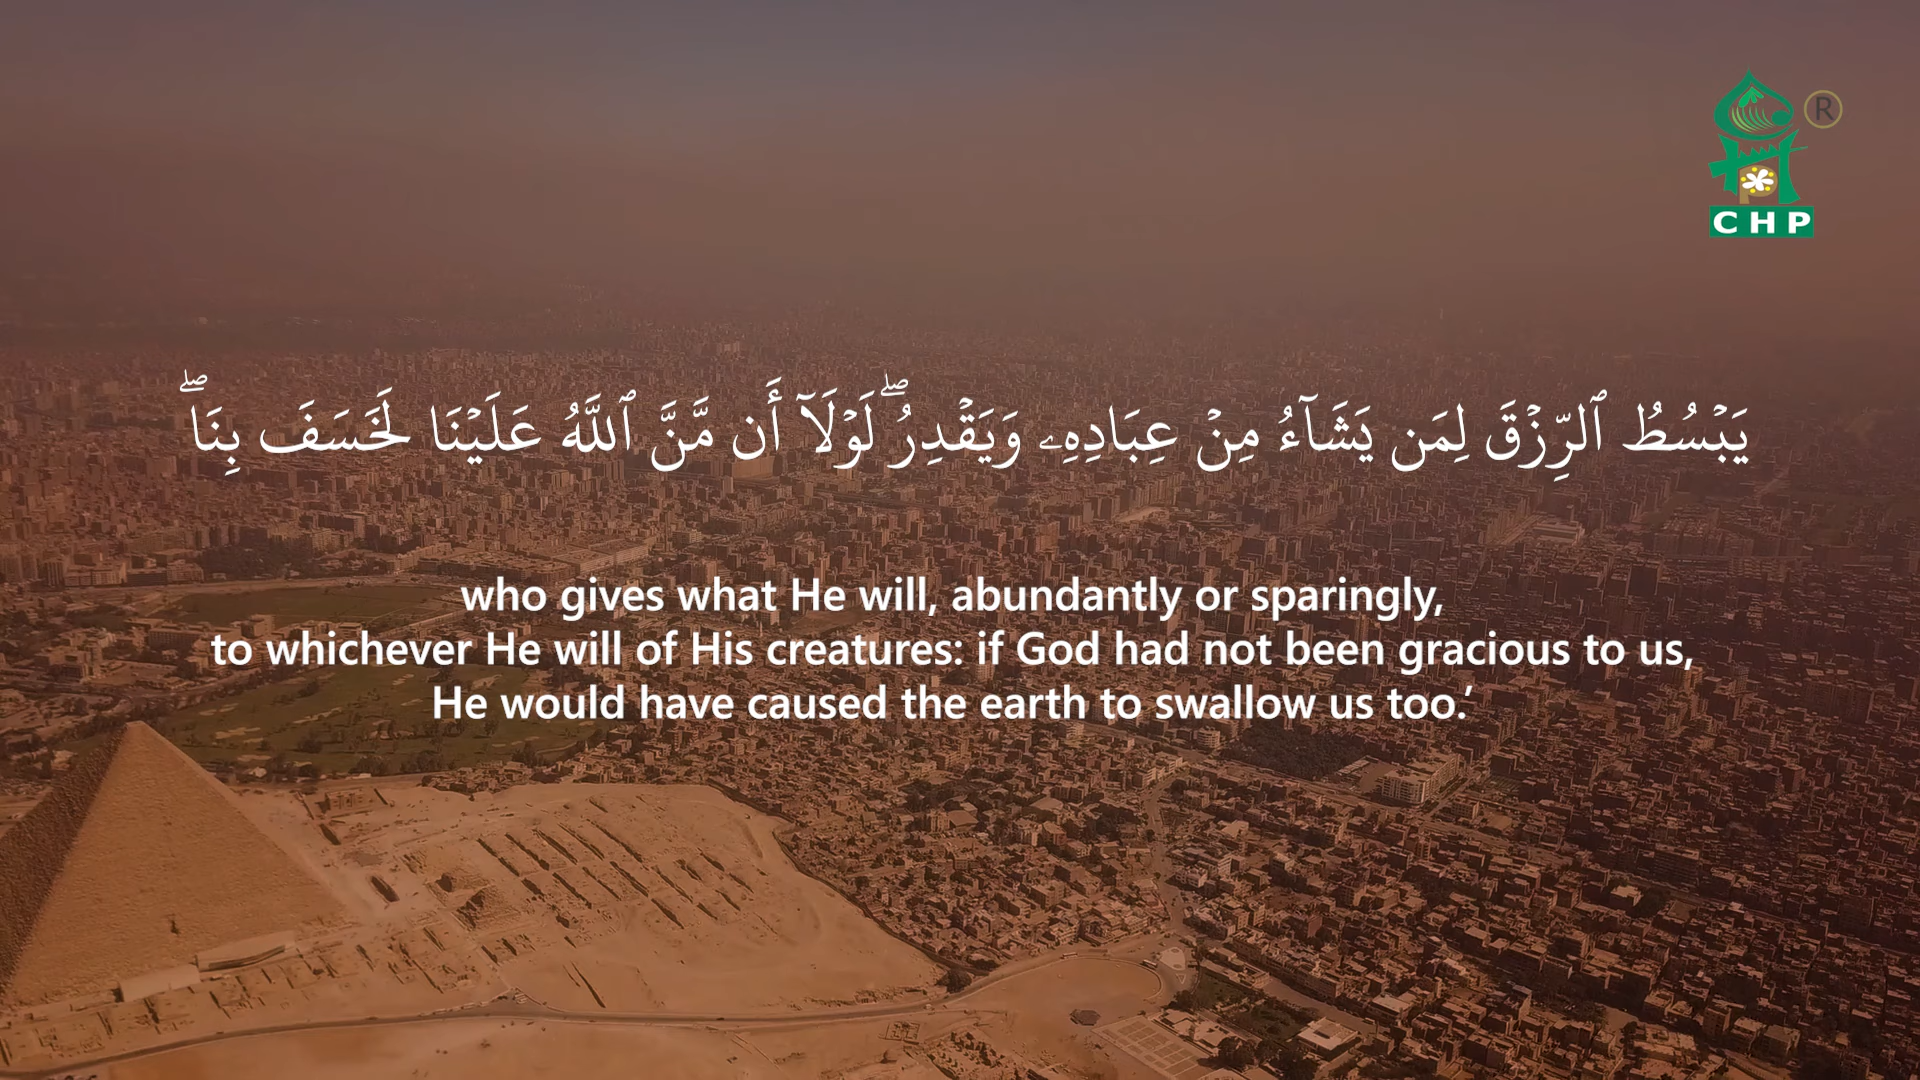 يَبۡسُطُ ٱلرِّزۡقَ لِمَن يَشَآءُ مِنۡ عِبَادِهِۦ وَيَقۡدِرُۖ لَوۡلَآ أَن مَّنَّ ٱللَّهُ عَلَيۡنَا لَخَسَفَ بِنَاۖ
who gives what He will, abundantly or sparingly,
to whichever He will of His creatures: if God had not been gracious to us,
He would have caused the earth to swallow us too.’
®
CHP